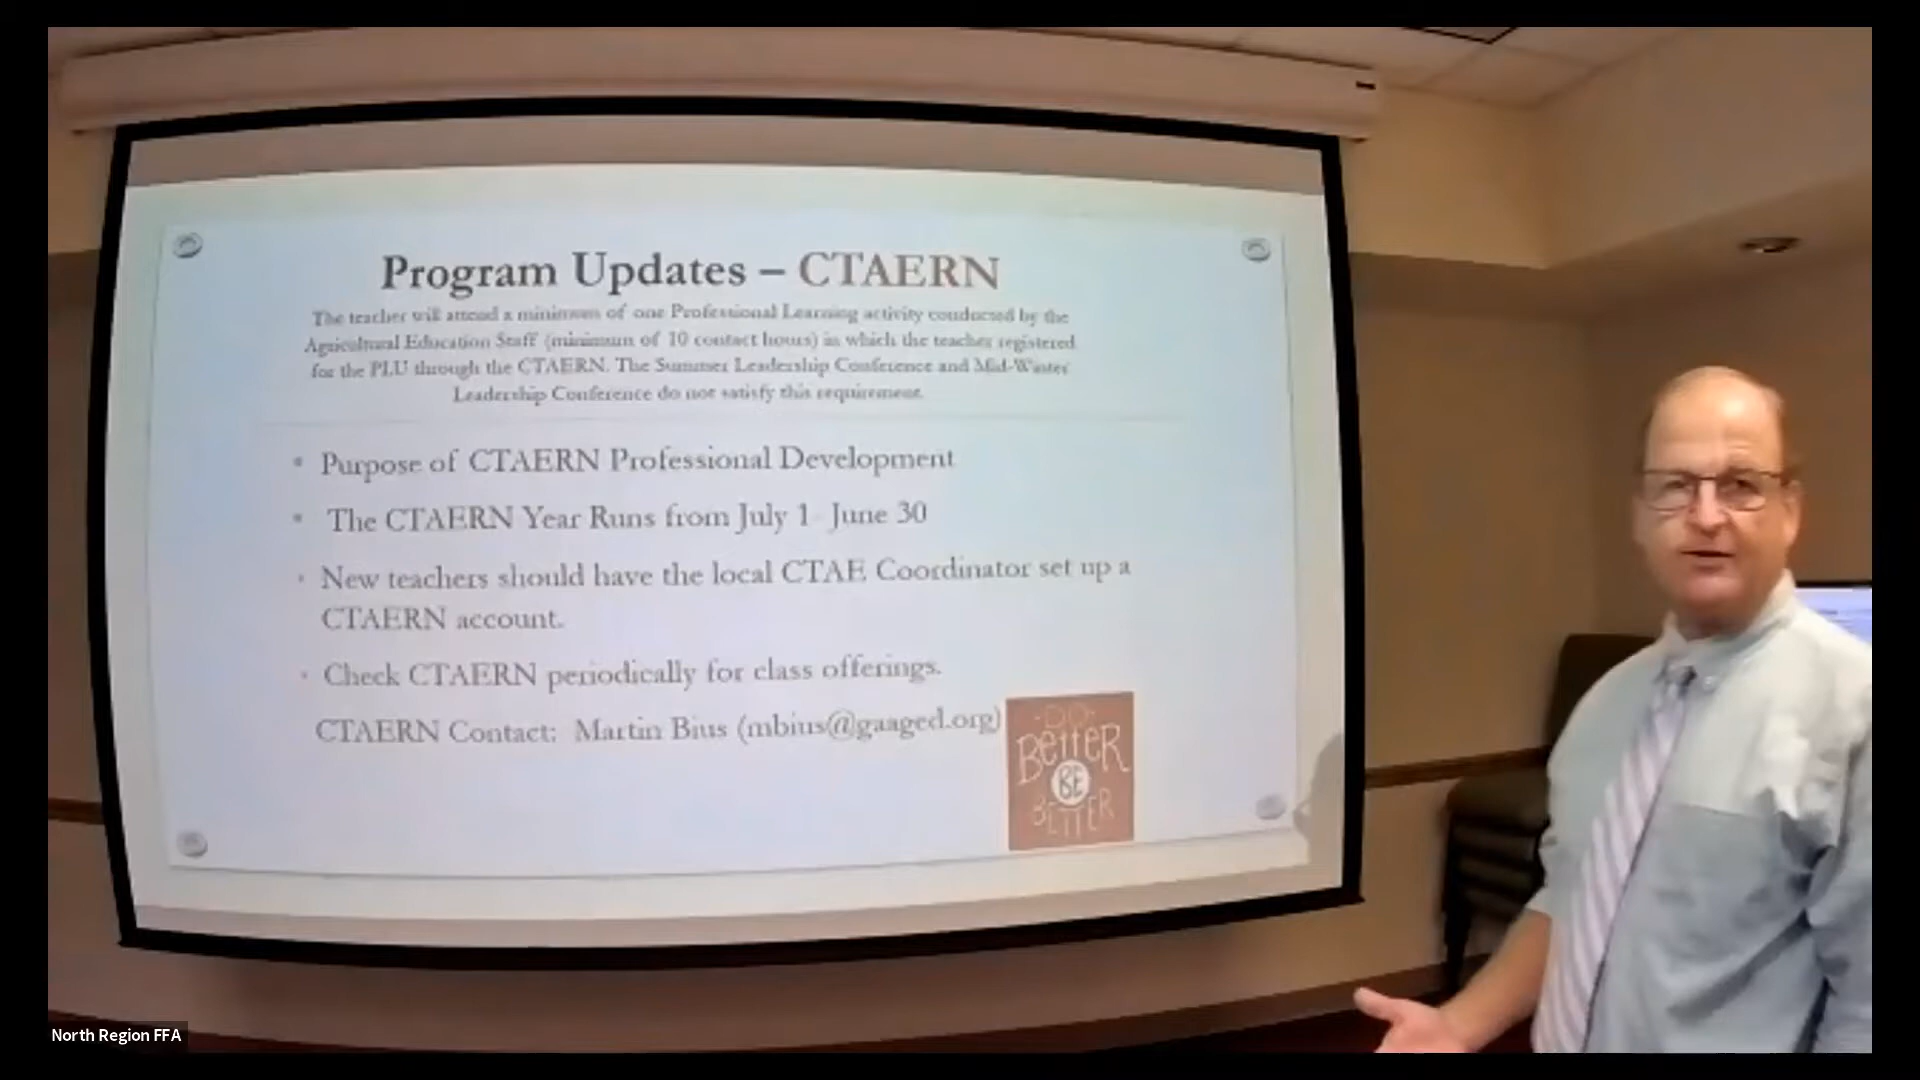 Program Updates – CTAERN
The teacher will attend a minimum of one Professional Learning activity conducted by the
Agricultural Education Staff (minimum of 10 contact hours) in which the teacher registered
for the PLU through the CTAERN. The Summer Leadership Conference and Mid-Winter
Leadership Conference do not satisfy this requirement.
• Purpose of CTAERN Professional Development
• The CTAERN Year Runs from July 1- June 30
• New teachers should have the local CTAE Coordinator set up a
CTAERN account.
• Check CTAERN periodically for class offerings.
CTAERN Contact: Martin Bius (mbius@gaaged.org)
-DO-
BETTER
BE
BETTER
North Region FFA